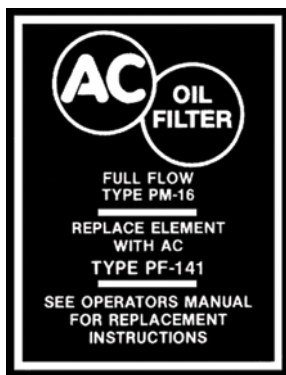 AC
OIL
FILTER
FULL FLOW
TYPE PM-16
REPLACE ELEMENT
WITH AC
TYPE PF-141
SEE OPERATORS MANUAL
FOR REPLACEMENT
INSTRUCTIONS